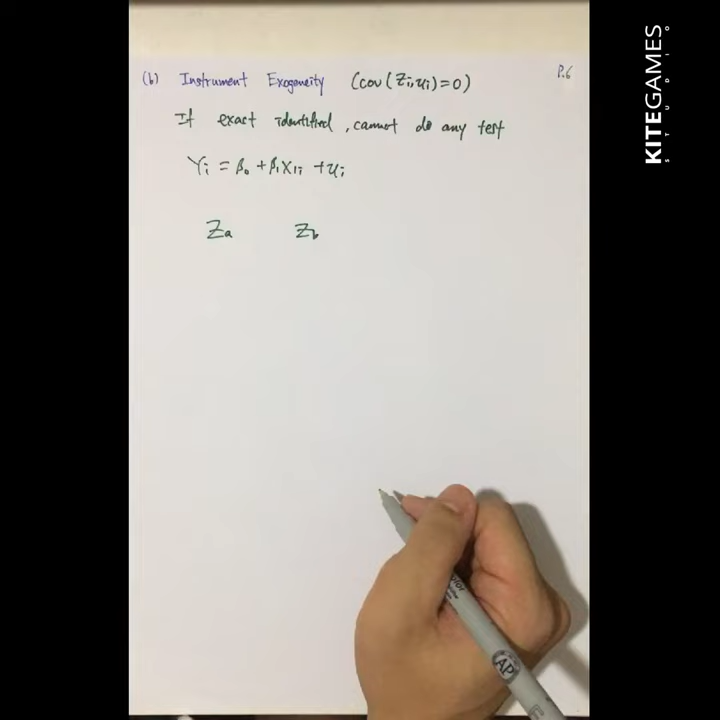 (b) Instrument Exogeneity (cov(Zi,ui)=0)
P.6
If exact identified, cannot do any test
Yi = β0 + β1X1i + ui
Za Zb
KITEGAMES
STUDIO
AP